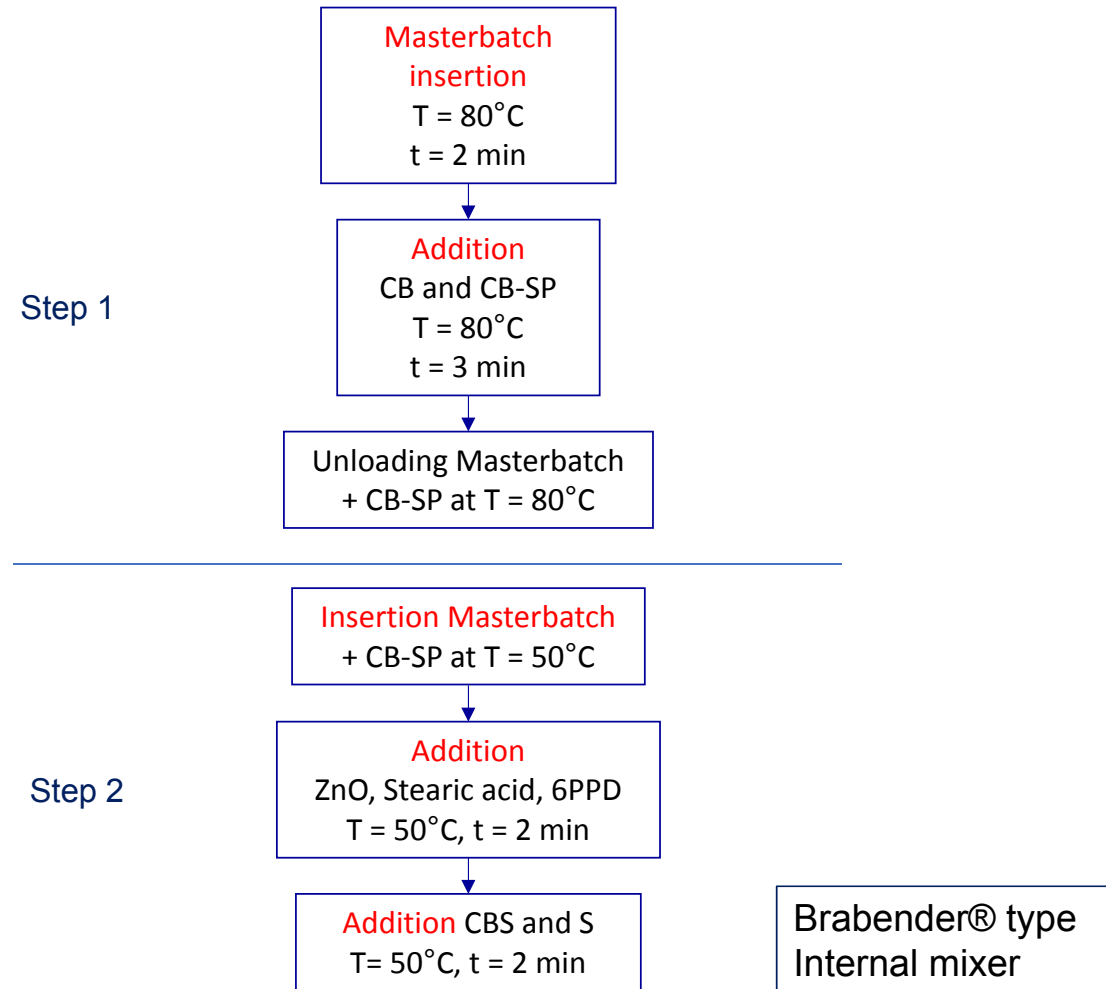 Masterbatch
insertion
T = 80°C
t = 2 min
Step 1
Addition
CB and CB-SP
T = 80°C
t = 3 min
Unloading Masterbatch
+ CB-SP at T = 80°C
Insertion Masterbatch
+ CB-SP at T = 50°C
Step 2
Addition
ZnO, Stearic acid, 6PPD
T = 50°C, t = 2 min
Addition CBS and S
T= 50°C, t = 2 min
Brabender® type
Internal mixer